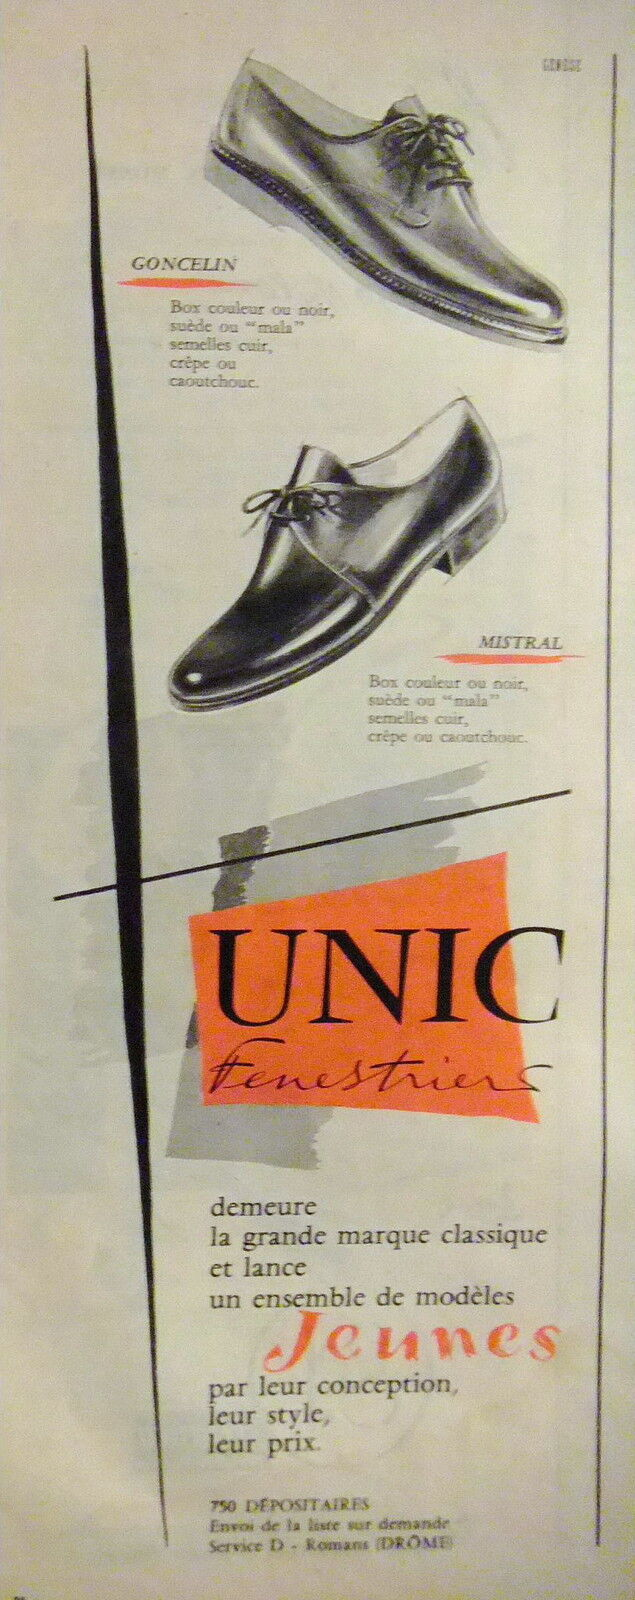 GONCELIN
Box couleur ou noir,
suède ou "mala"
semelles cuir,
crêpe ou
caoutchouc.
MISTRAL
Box couleur ou noir,
suède ou "mala"
semelles cuir,
crêpe ou caoutchouc.
UNIC
Fenestrier
demeure
la grande marque classique
et lance
un ensemble de modèles
Jeunes
par leur conception,
leur style,
leur prix.
750 DÉPOSITAIRES
Envoi de la liste sur demande
Service D - Romans (DRÔME)